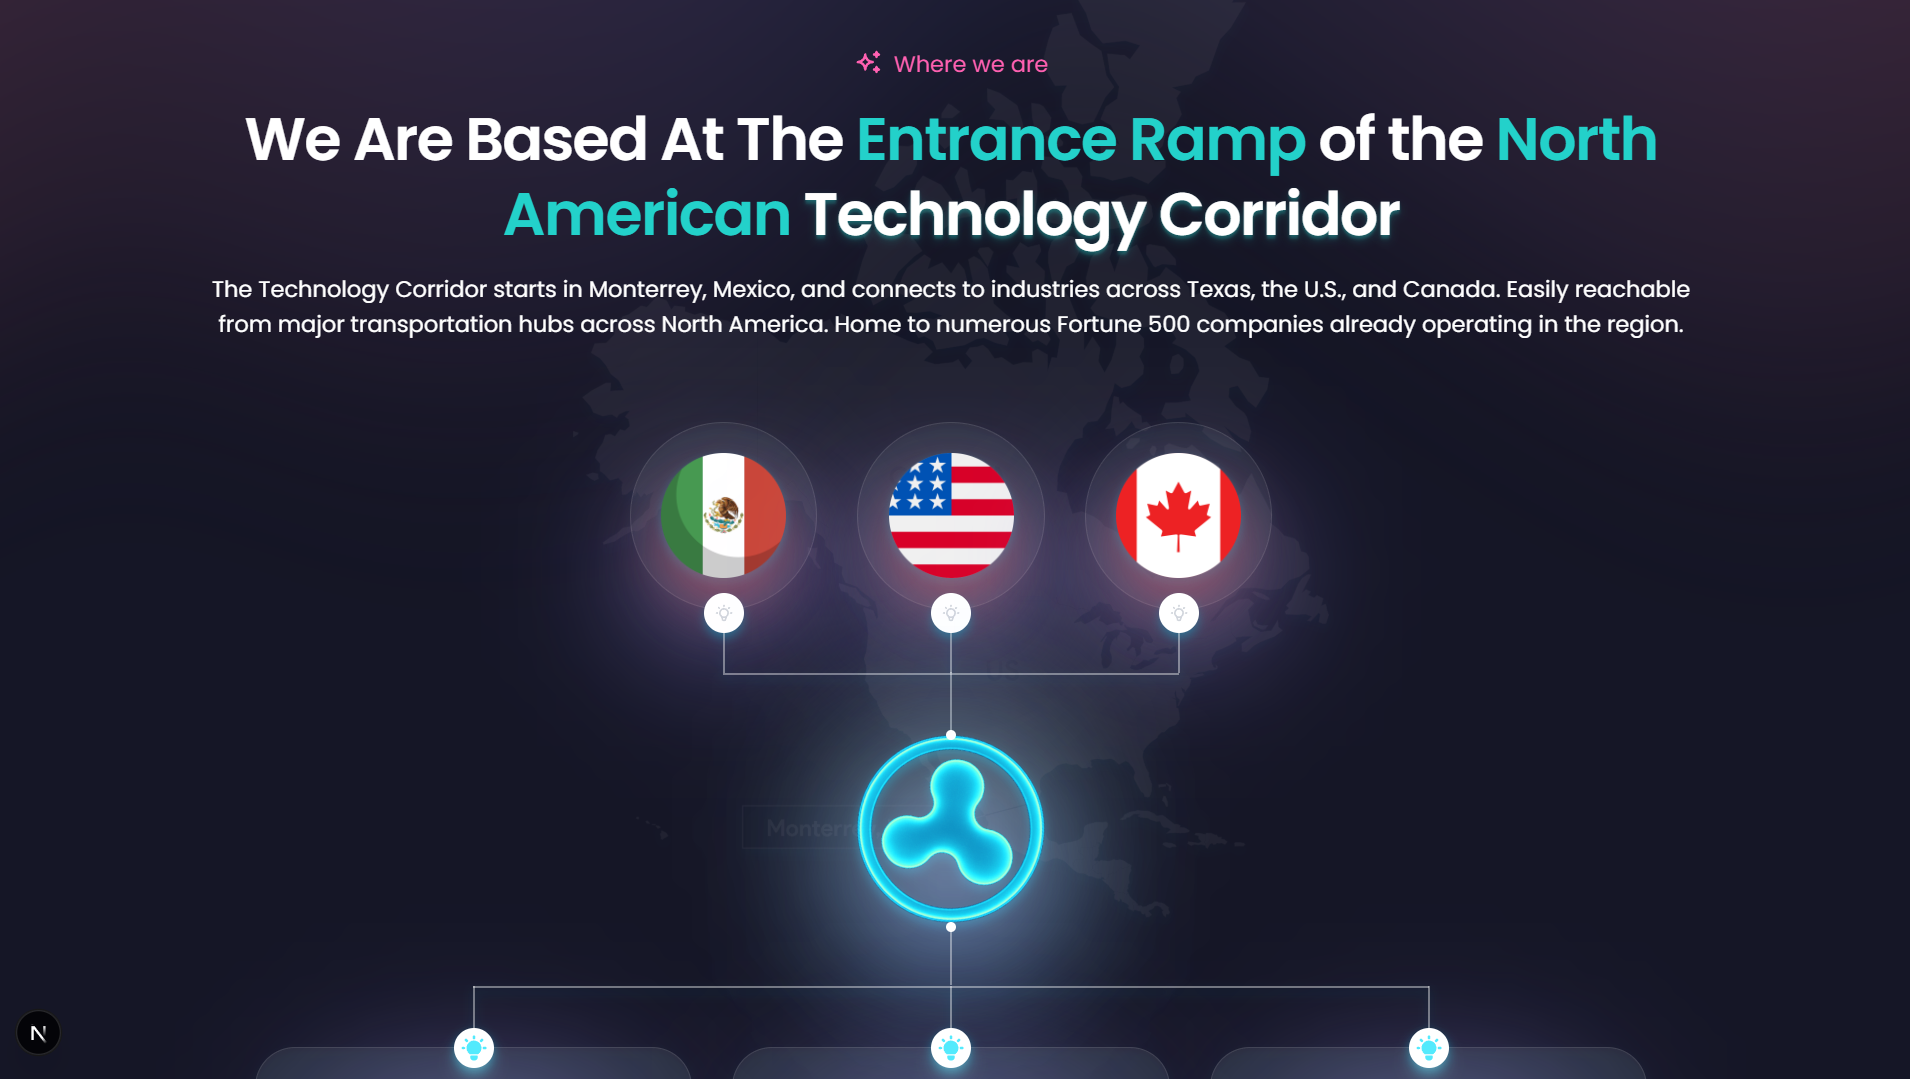 Where we are
We Are Based At The Entrance Ramp of the North
American Technology Corridor
The Technology Corridor starts in Monterrey, Mexico, and connects to industries across Texas, the U.S., and Canada. Easily reachable
from major transportation hubs across North America. Home to numerous Fortune 500 companies already operating in the region.
US
N